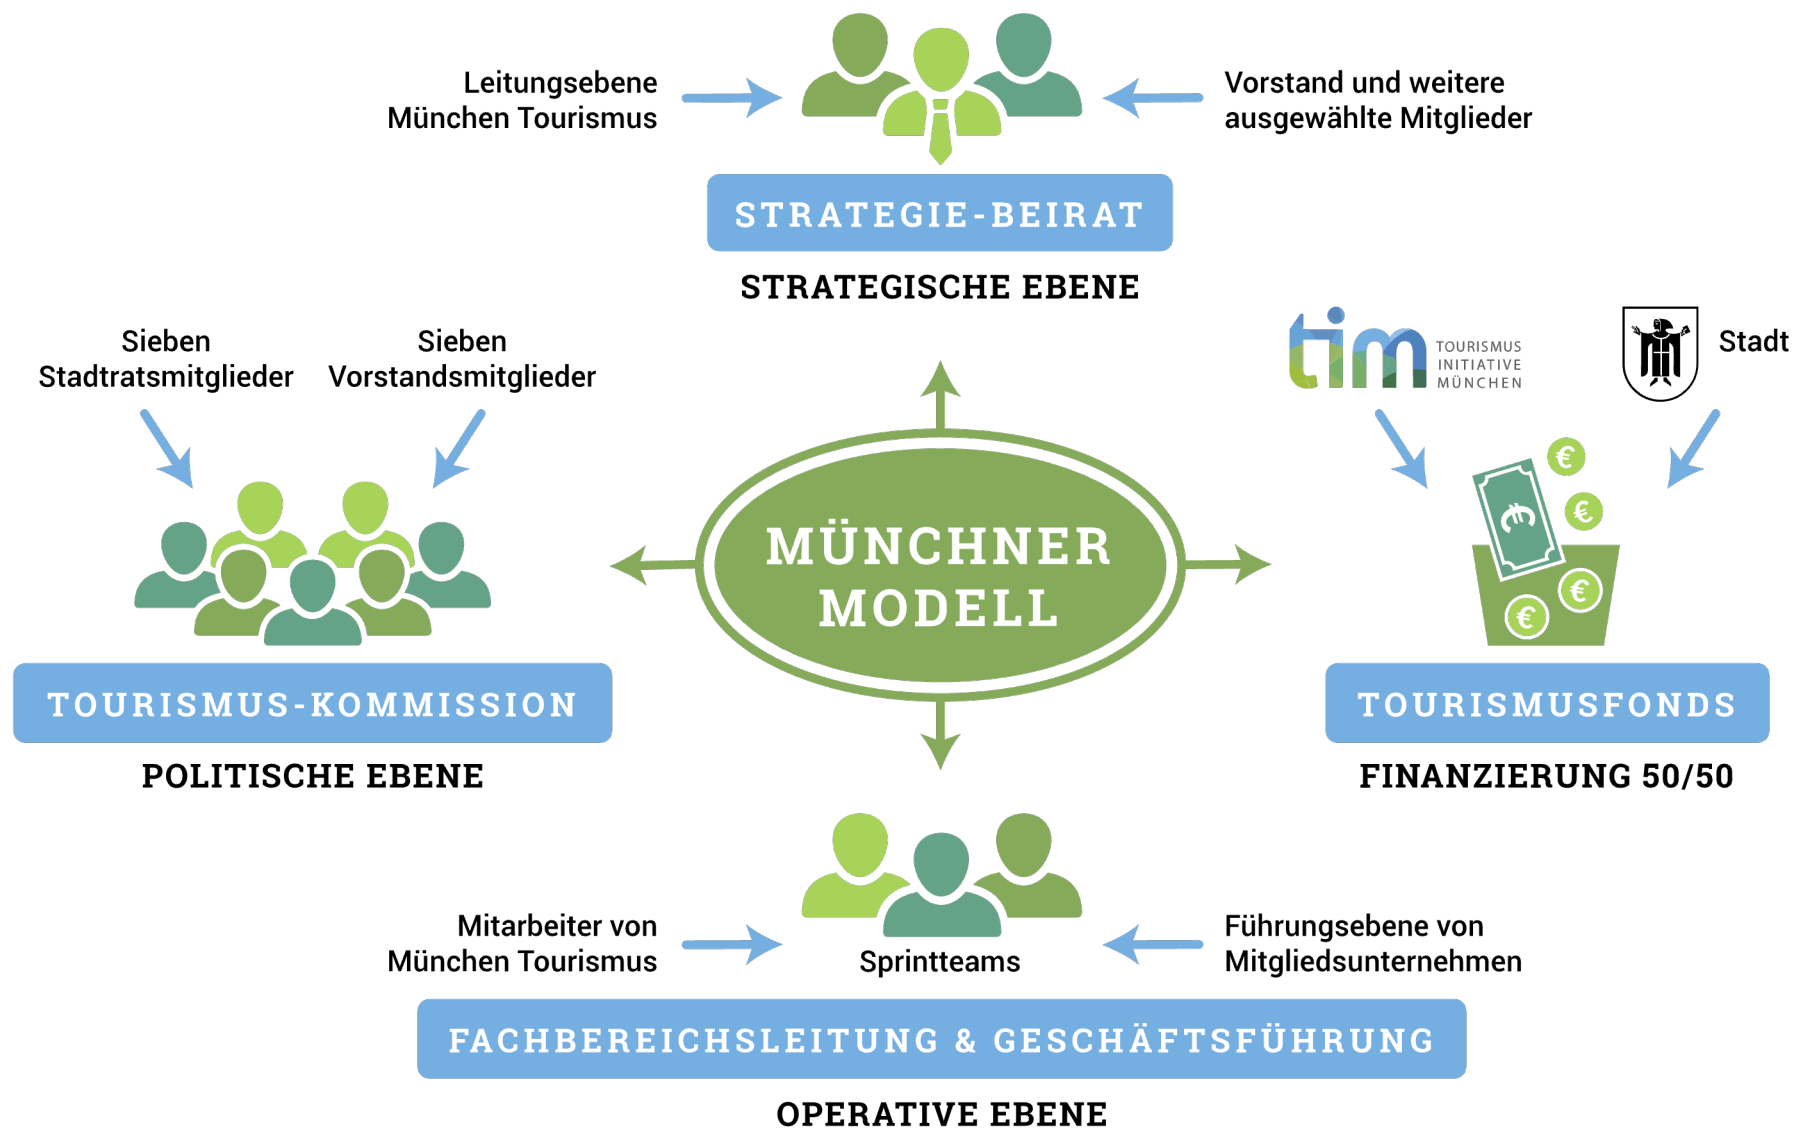 Leitungsebene
München Tourismus
Vorstand und weitere
ausgewählte Mitglieder
STRATEGIE-BEIRAT
STRATEGISCHE EBENE
Sieben
Stadtratsmitglieder
Sieben
Vorstandsmitglieder
tim
TOURISMUS
INITIATIVE
MÜNCHEN
Stadt
MÜNCHNER
MODELL
€
€
€
€
€
TOURISMUS-KOMMISSION
POLITISCHE EBENE
TOURISMUSFONDS
FINANZIERUNG 50/50
Mitarbeiter von
München Tourismus
Sprintteams
Führungsebene von
Mitgliedsunternehmen
FACHBEREICHSLEITUNG & GESCHÄFTSFÜHRUNG
OPERATIVE EBENE